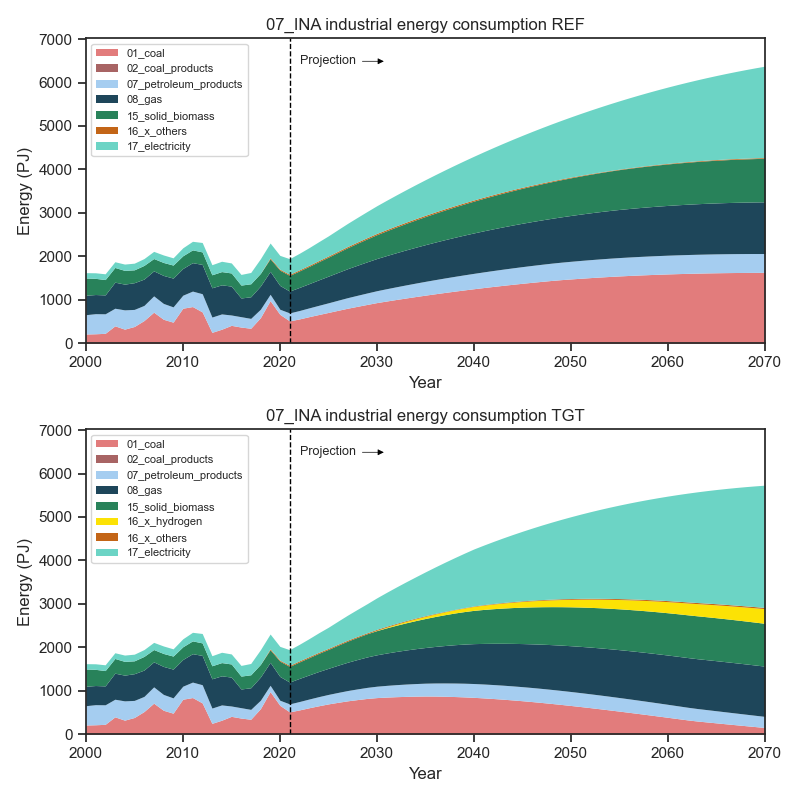 07_INA industrial energy consumption REF
7000
6000
5000
4000
3000
2000
1000
0
Energy (PJ)
01_coal
02_coal_products
07_petroleum_products
08_gas
15_solid_biomass
16_x_others
17_electricity
Projection
2000 2010 2020 2030 2040 2050 2060 2070
Year
07_INA industrial energy consumption TGT
7000
6000
5000
4000
3000
2000
1000
0
Energy (PJ)
01_coal
02_coal_products
07_petroleum_products
08_gas
15_solid_biomass
16_x_hydrogen
16_x_others
17_electricity
Projection
2000 2010 2020 2030 2040 2050 2060 2070
Year